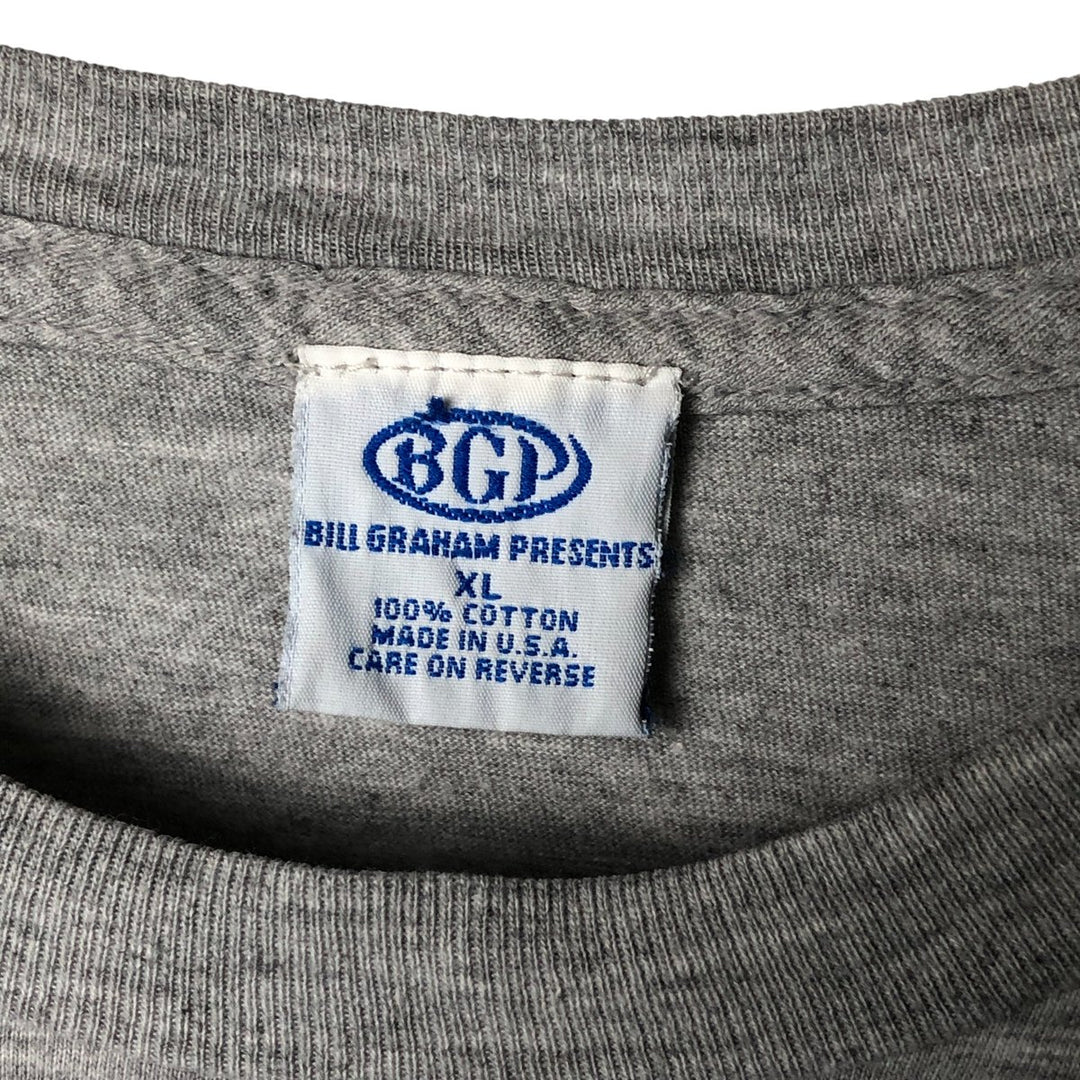 BGP
BILL GRAHAM PRESENTS
XL
100% COTTON
MADE IN U.S.A.
CARE ON REVERSE